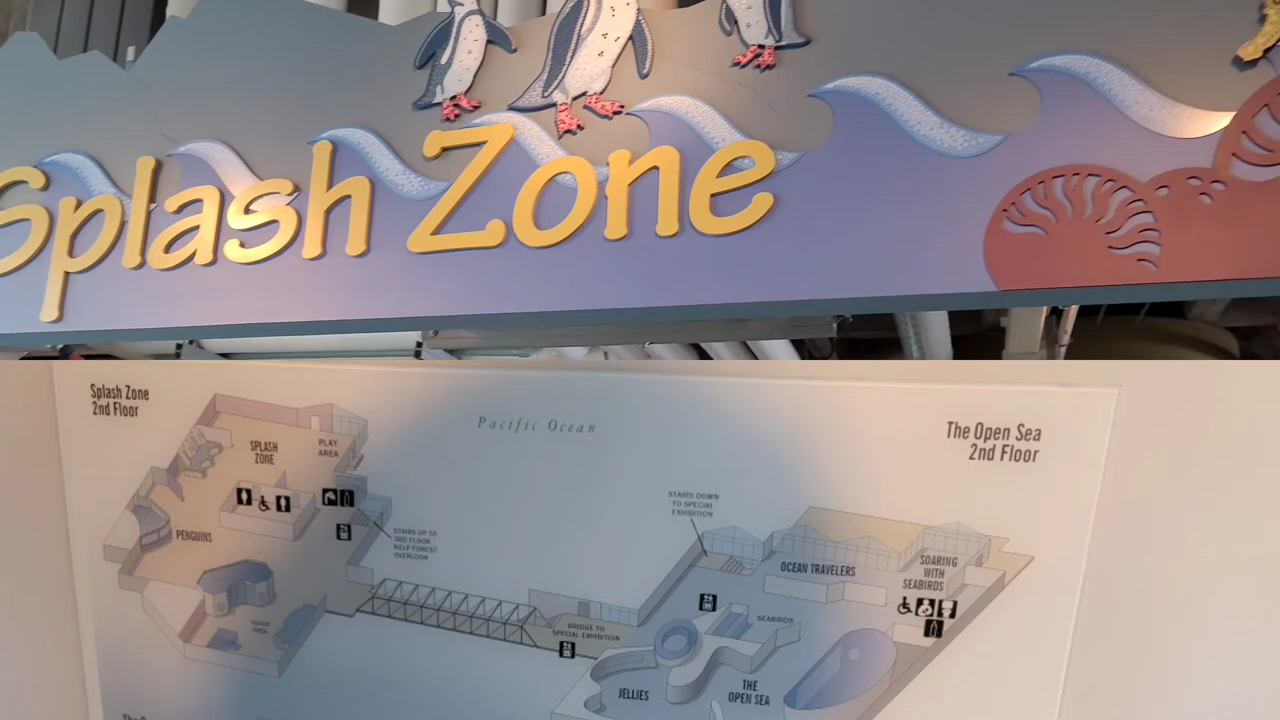 Splash Zone
Splash Zone
2nd Floor
Pacific Ocean
The Open Sea
2nd Floor
SPLASH
ZONE
PLAY
AREA
PENGUINS
STAIRS UP TO
3RD FLOOR
KELP FOREST
OVERLOOK
TOUCH
POOL
STAIRS DOWN
TO SPECIAL
EXHIBITION
OCEAN TRAVELERS
SOARING
WITH
SEABIRDS
SEABIRDS
BRIDGE TO
SPECIAL EXHIBITION
JELLIES
THE
OPEN SEA